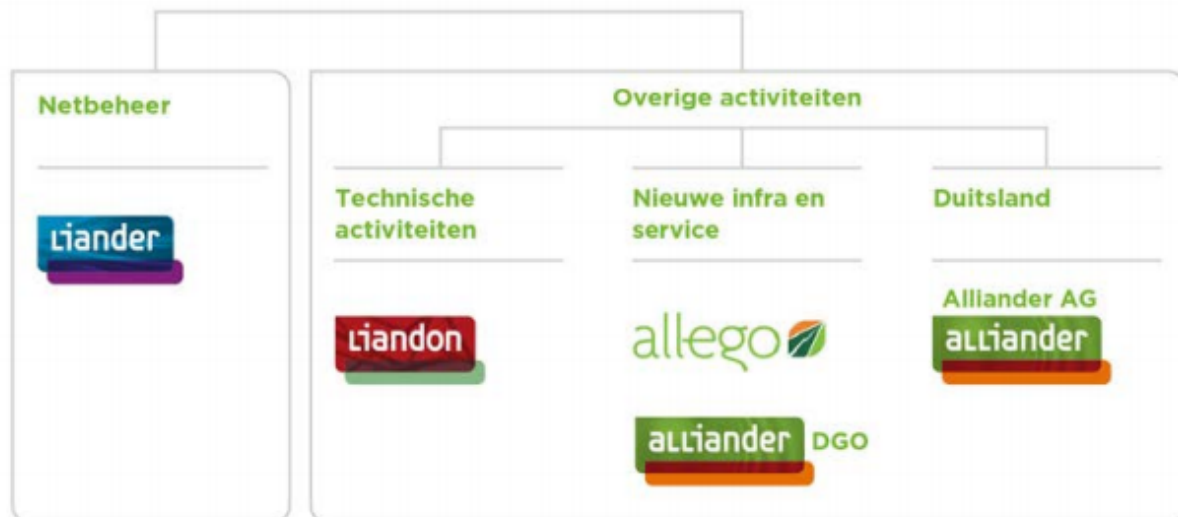 Netbeheer
Liander
Overige activiteiten
Technische
activiteiten
Liandon
Nieuwe infra en
service
allego
alliander DGO
Duitsland
Alliander AG
alliander